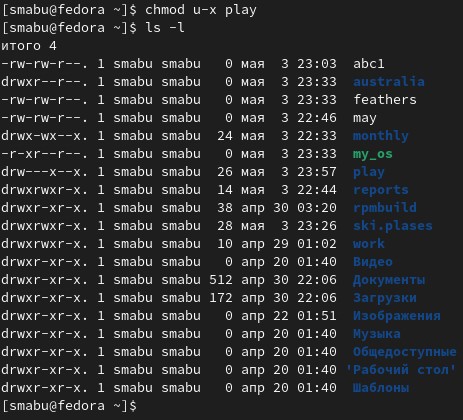 [smabu@fedora ~]$ chmod u-x play
[smabu@fedora ~]$ ls -l
итого 4
-rw-rw-r--. 1 smabu smabu   0 мая  3 23:03  abc1
drwxr--r--. 1 smabu smabu   0 мая  3 23:33  australia
-rw-rw-r--. 1 smabu smabu   0 мая  3 23:33  feathers
-rw-rw-r--. 1 smabu smabu   0 мая  3 22:46  may
drwx-wx--x. 1 smabu smabu  24 мая  3 22:33  monthly
-r-xr--r--. 1 smabu smabu   0 мая  3 23:33  my_os
drw---x--x. 1 smabu smabu  26 мая  3 23:57  play
drwxrwxr-x. 1 smabu smabu  14 мая  3 22:44  reports
drwxr-xr-x. 1 smabu smabu  38 апр 30 03:20  rpmbuild
drwxrwxr-x. 1 smabu smabu  28 мая  3 23:26  ski.plases
drwxrwxr-x. 1 smabu smabu  10 апр 29 01:02  work
drwxr-xr-x. 1 smabu smabu   0 апр 20 01:40  Видео
drwxr-xr-x. 1 smabu smabu 512 апр 30 22:06  Документы
drwxr-xr-x. 1 smabu smabu 172 апр 30 22:06  Загрузки
drwxr-xr-x. 1 smabu smabu   0 апр 22 01:51  Изображения
drwxr-xr-x. 1 smabu smabu   0 апр 20 01:40  Музыка
drwxr-xr-x. 1 smabu smabu   0 апр 20 01:40  Общедоступные
drwxr-xr-x. 1 smabu smabu   0 апр 20 01:40 'Рабочий стол'
drwxr-xr-x. 1 smabu smabu   0 апр 20 01:40  Шаблоны
[smabu@fedora ~]$